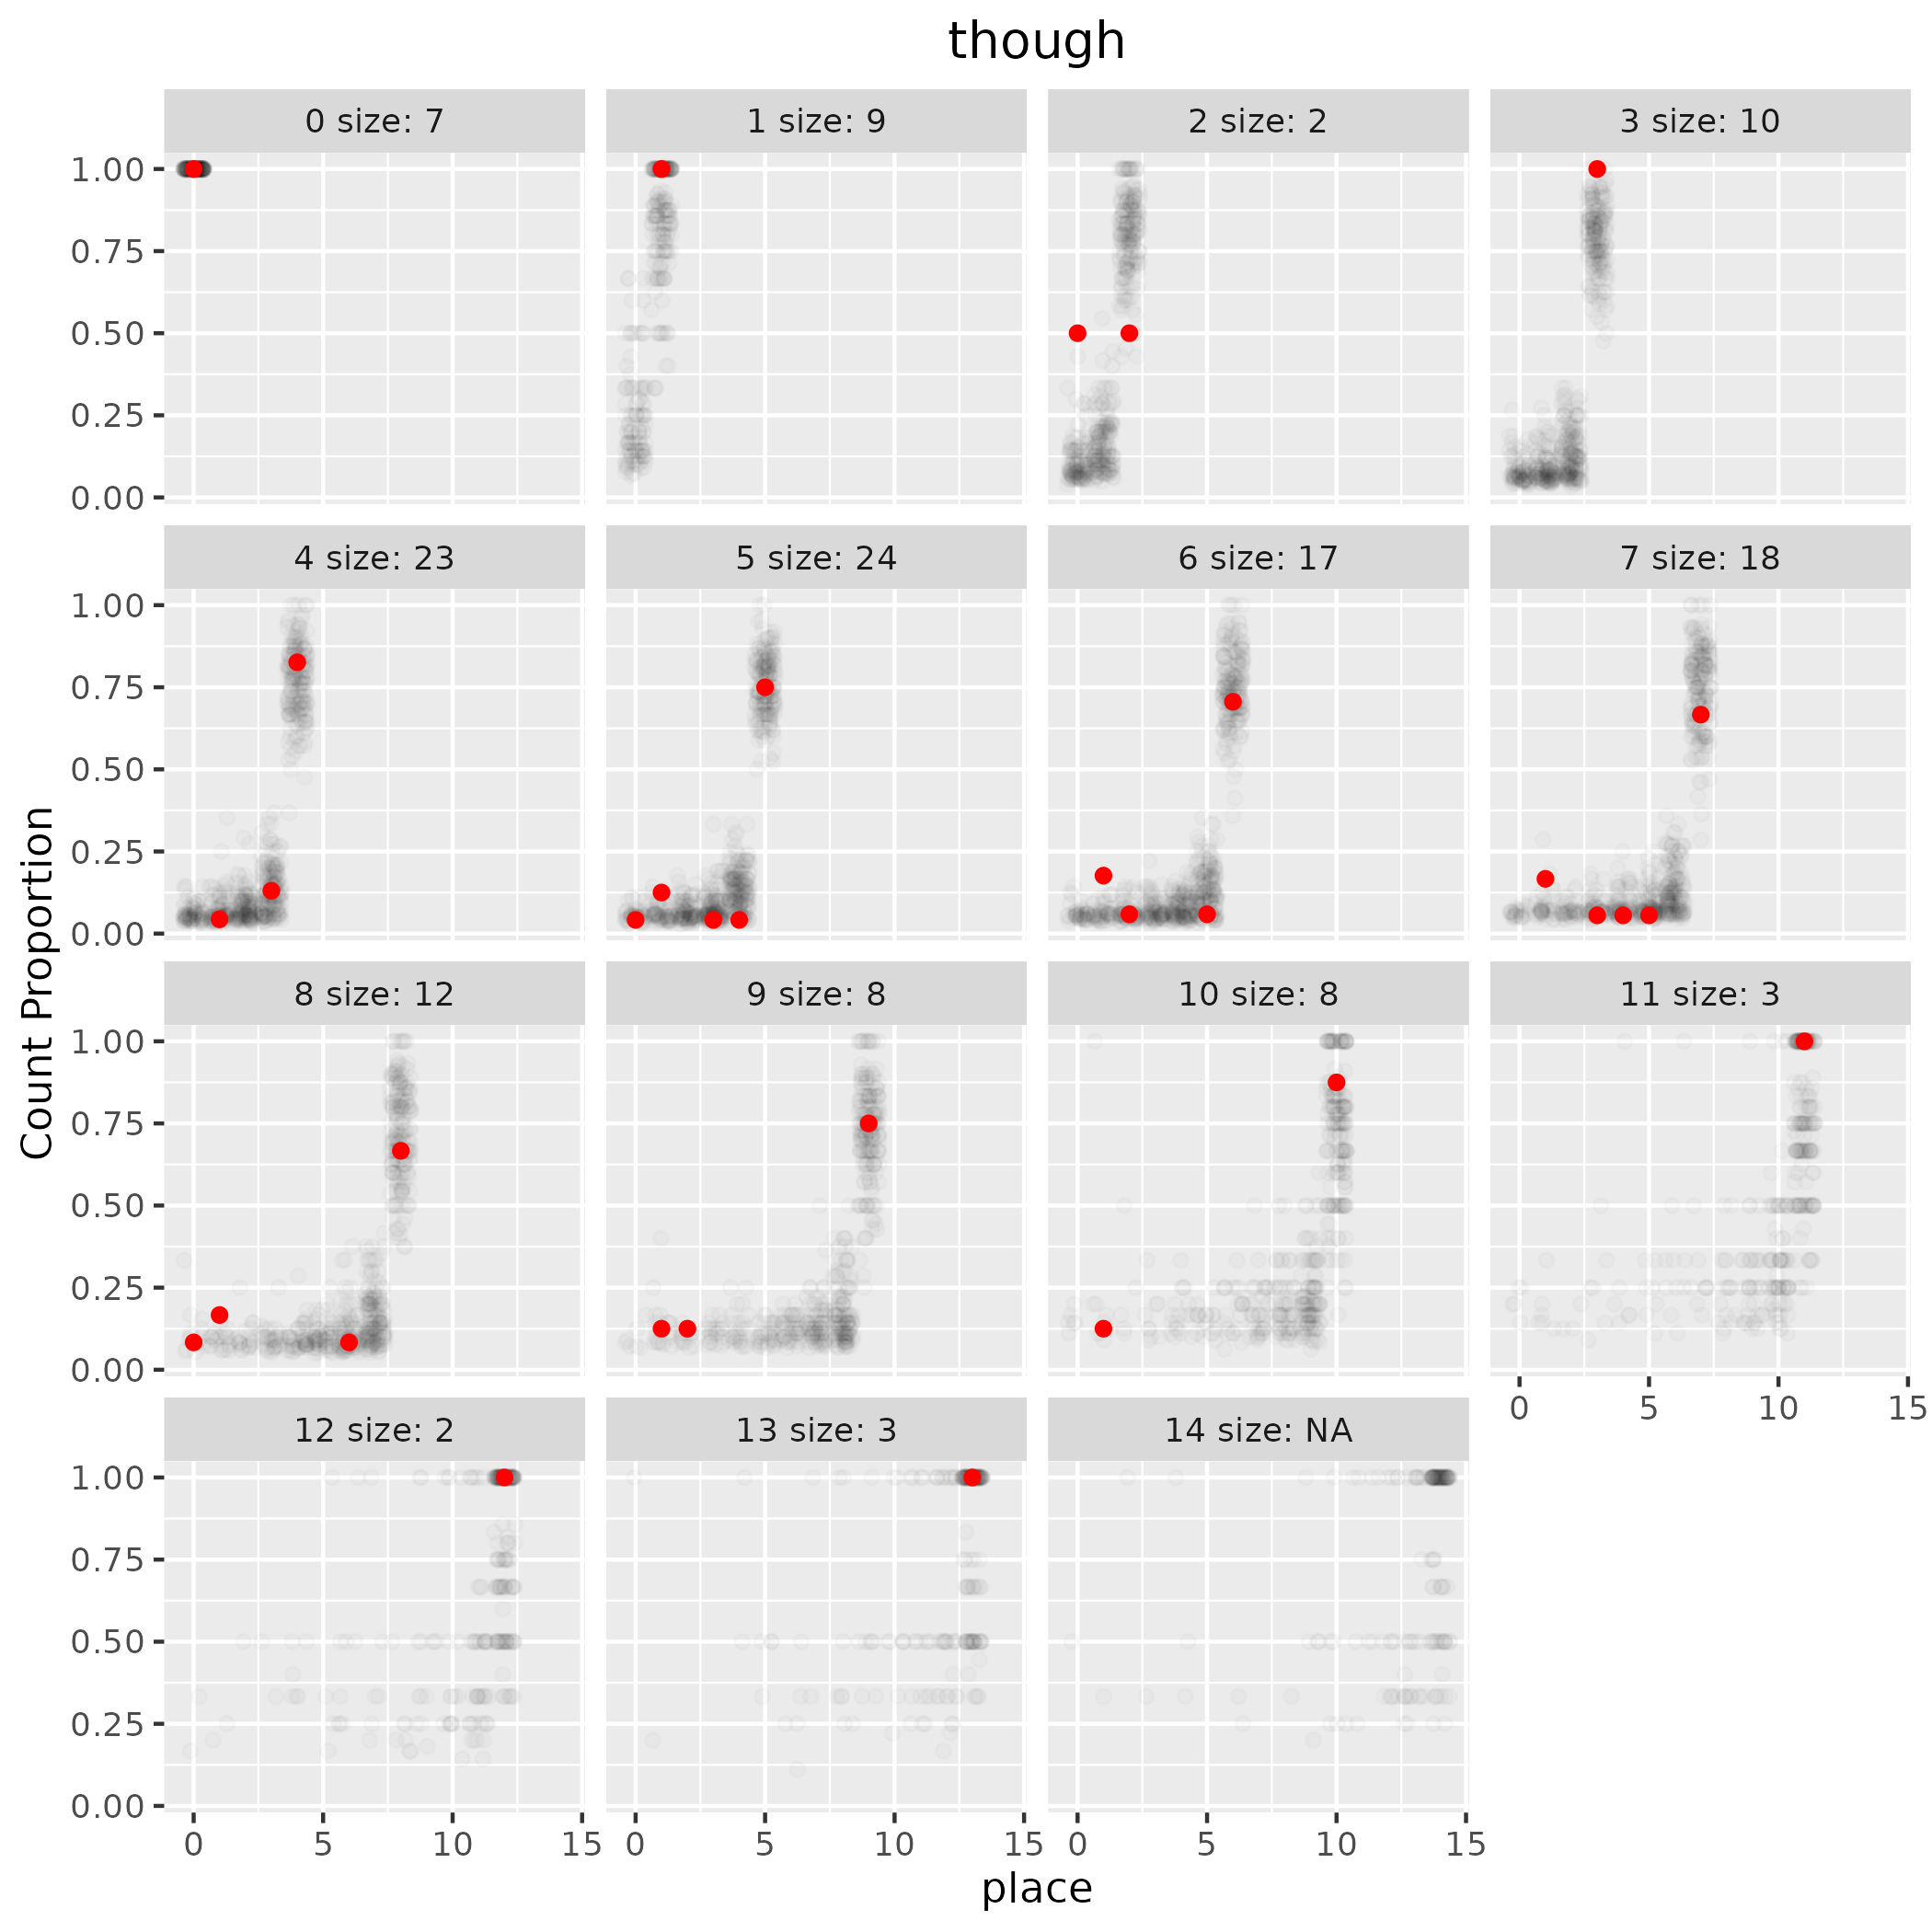 though
0 size: 7
1 size: 9
2 size: 2
3 size: 10
1.00
0.75
0.50
0.25
0.00
4 size: 23
5 size: 24
6 size: 17
7 size: 18
1.00
0.75
0.50
0.25
0.00
Count Proportion
8 size: 12
9 size: 8
10 size: 8
11 size: 3
1.00
0.75
0.50
0.25
0.00
0 5 10 15
12 size: 2
13 size: 3
14 size: NA
1.00
0.75
0.50
0.25
0.00
0 5 10 15
0 5 10 15
0 5 10 15
place